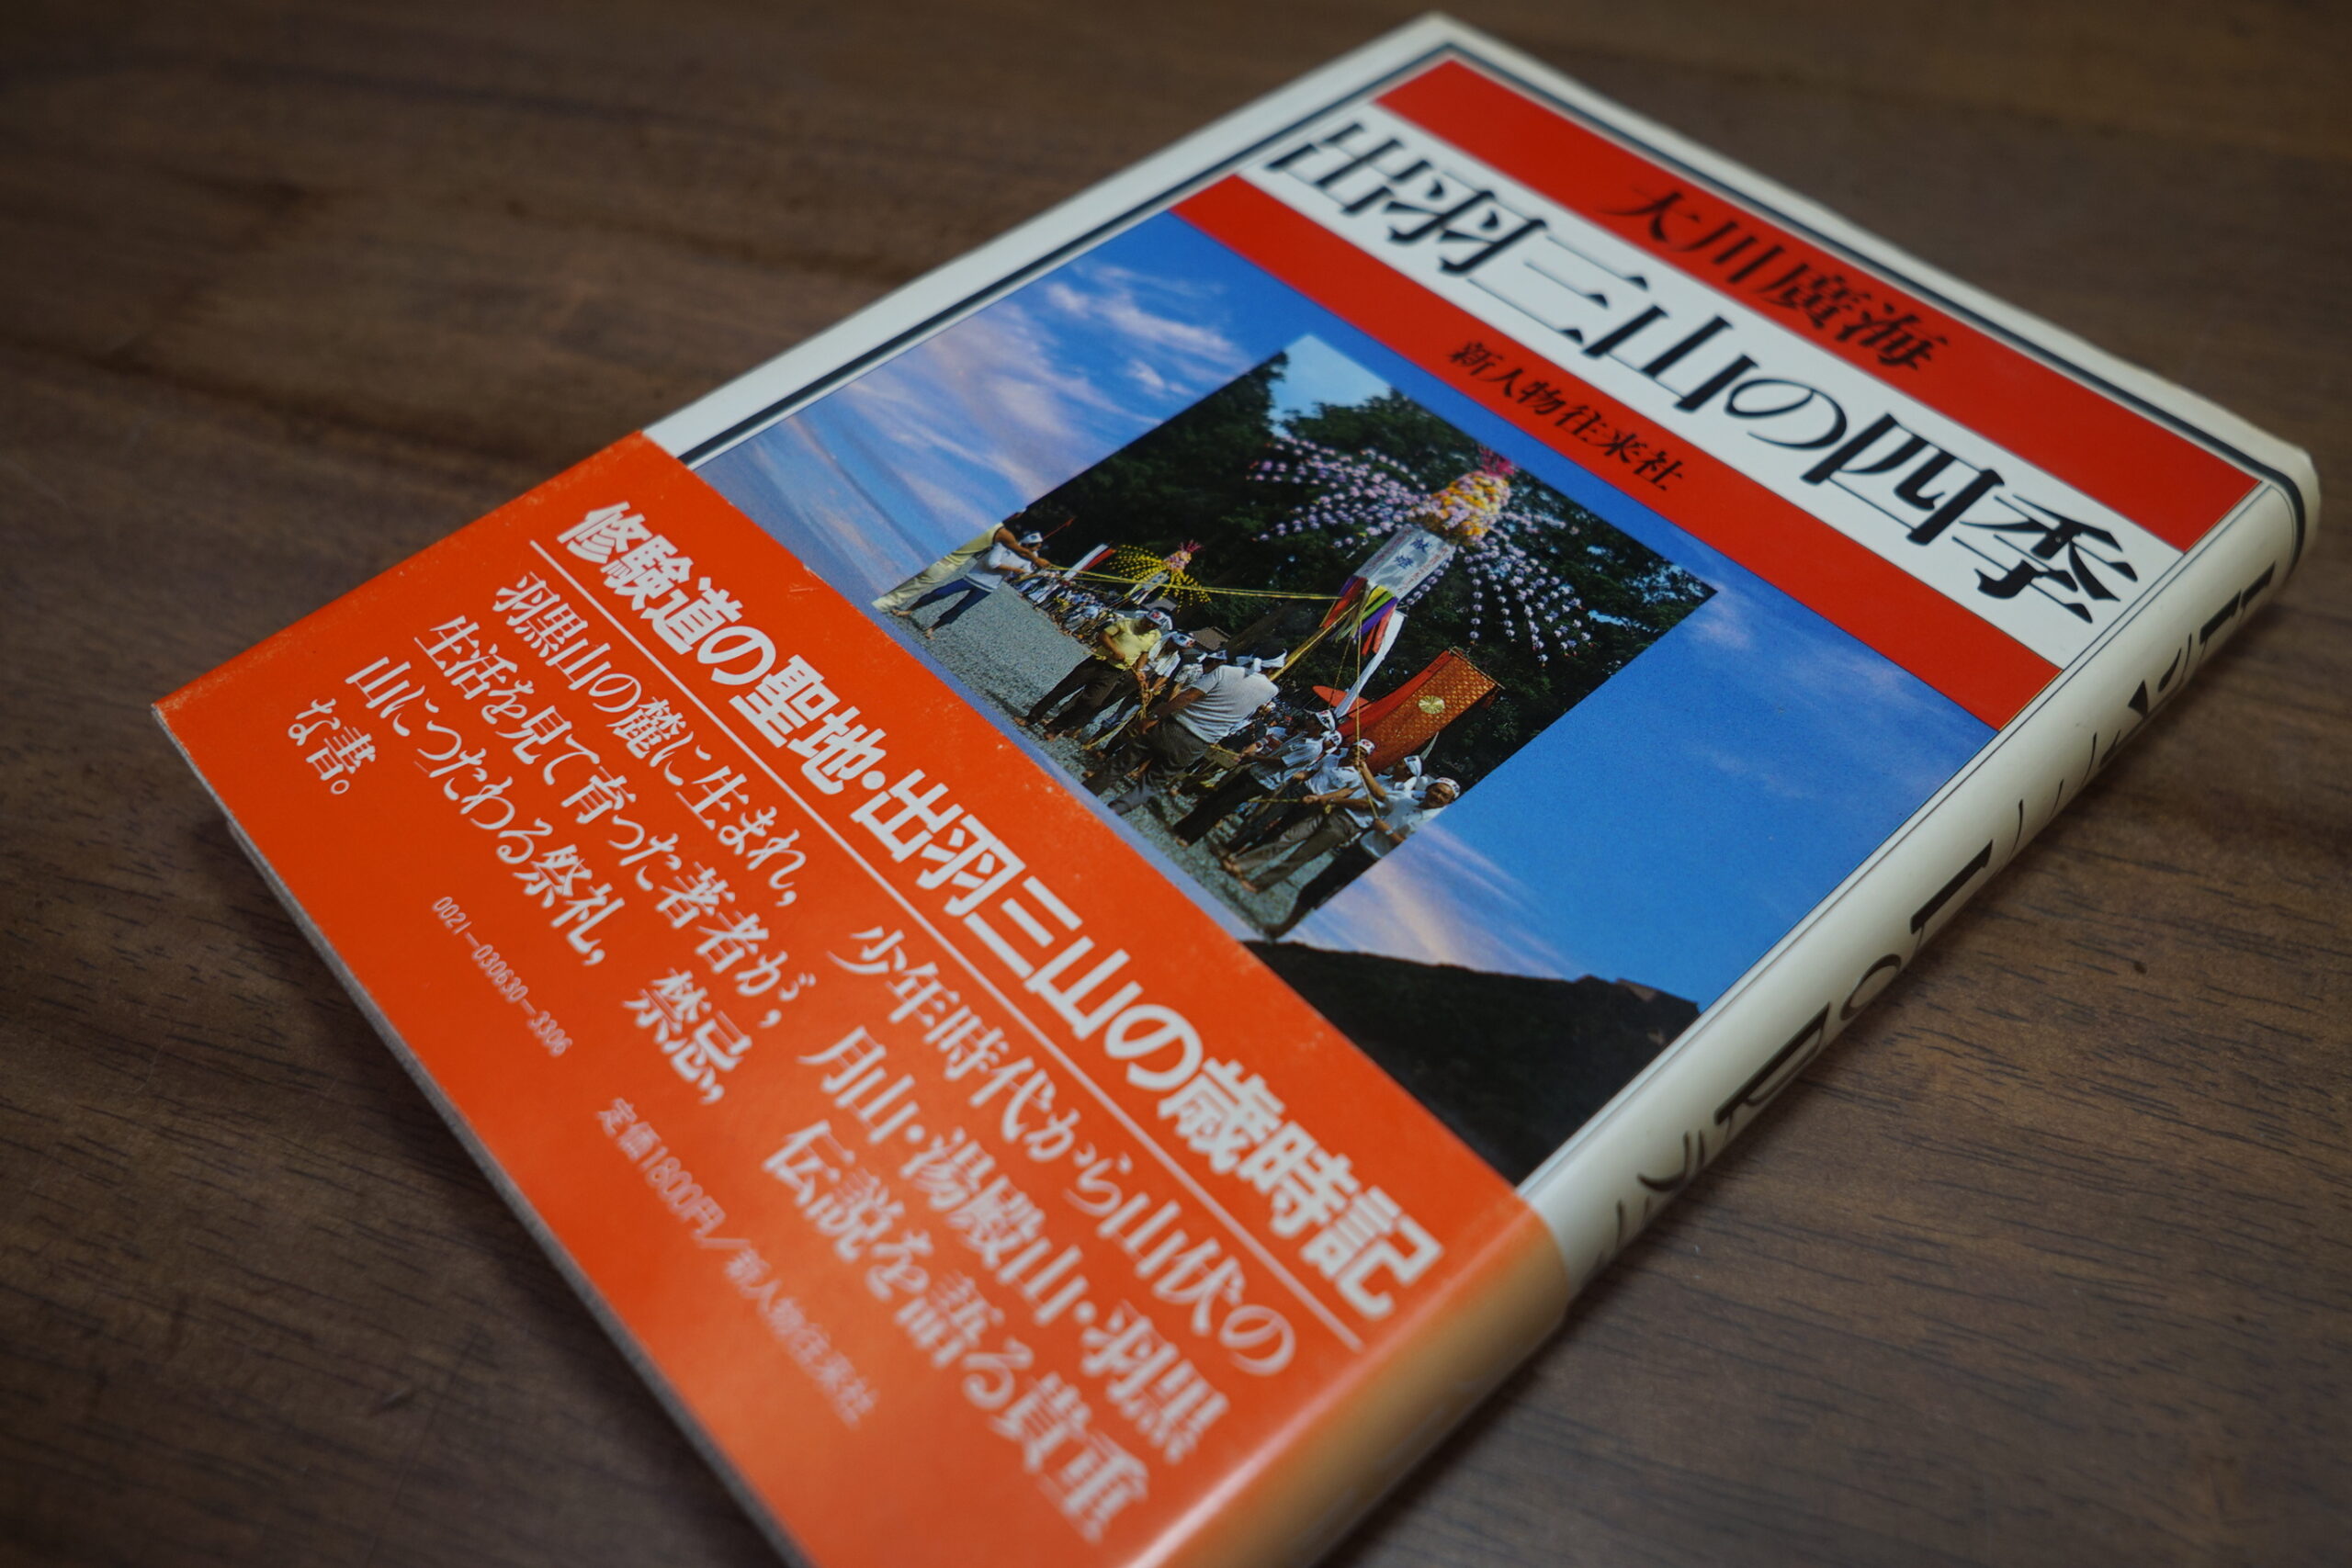 大川廣海
出羽三山の四季
新人物往来社
修験道の聖地・出羽三山の歳時記
羽黒山の麓に生まれ，少年時代から山伏の
生活を見て育った著者が，月山・湯殿山・羽黒
山につたわる祭礼，禁忌，伝説を語る貴重
な書。
0021-030630-3306
定価1800円／新人物往来社